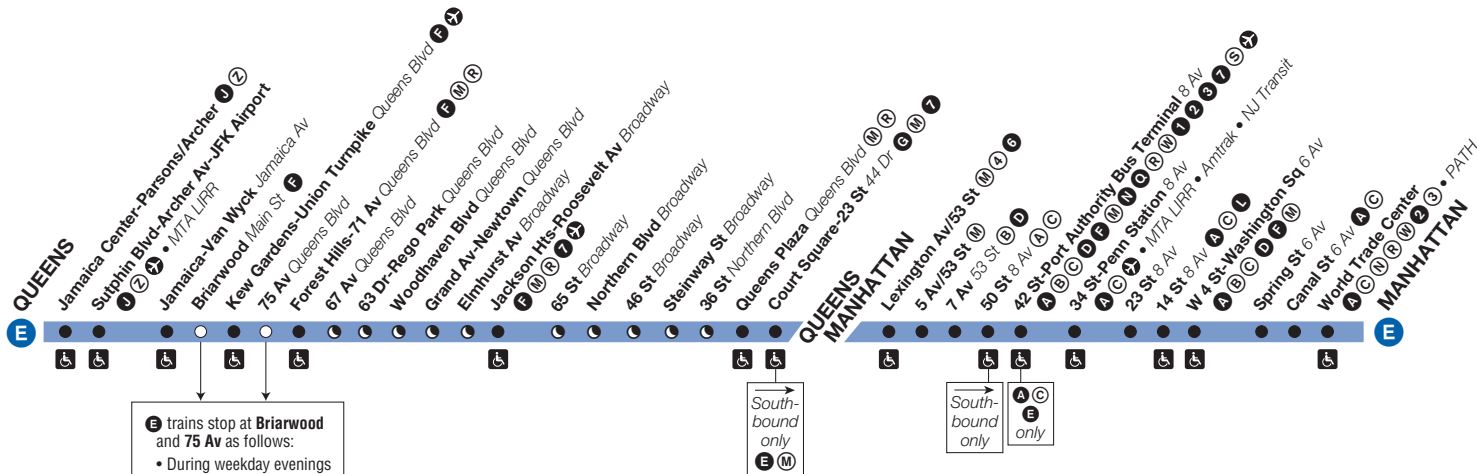 QUEENS
E
Jamaica Center-Parsons/Archer J Z
Sutphin Blvd-Archer Av-JFK Airport
J Z • MTA LIRR
Jamaica-Van Wyck Jamaica Av
Briarwood Main St F
Kew Gardens-Union Turnpike Queens Blvd F
75 Av Queens Blvd
Forest Hills-71 Av Queens Blvd F M R
67 Av Queens Blvd
63 Dr-Rego Park Queens Blvd
Woodhaven Blvd Queens Blvd
Grand Av-Newtown Queens Blvd
Elmhurst Av Broadway
Jackson Hts-Roosevelt Av Broadway
F M R 7
65 St Broadway
Northern Blvd Broadway
46 St Broadway
Steinway St Broadway
36 St Northern Blvd
Queens Plaza Queens Blvd M R
Court Square-23 St 44 Dr G M 7
QUEENS
MANHATTAN
Lexington Av/53 St M 4 6
5 Av/53 St M
7 Av 53 St B D
50 St 8 Av A C
42 St-Port Authority Bus Terminal 8 Av
A B C D F M N Q R W 1 2 3 7 S
34 St-Penn Station 8 Av
A C • MTA LIRR • Amtrak • NJ Transit
23 St 8 Av
14 St 8 Av A C L
W 4 St-Washington Sq 6 Av
A B C D F M
Spring St 6 Av
Canal St 6 Av A C
World Trade Center
A C N R W 2 3 • PATH
MANHATTAN
E
E trains stop at Briarwood
and 75 Av as follows:
• During weekday evenings
South-
bound
only
E M
South-
bound
only
A C
E
only